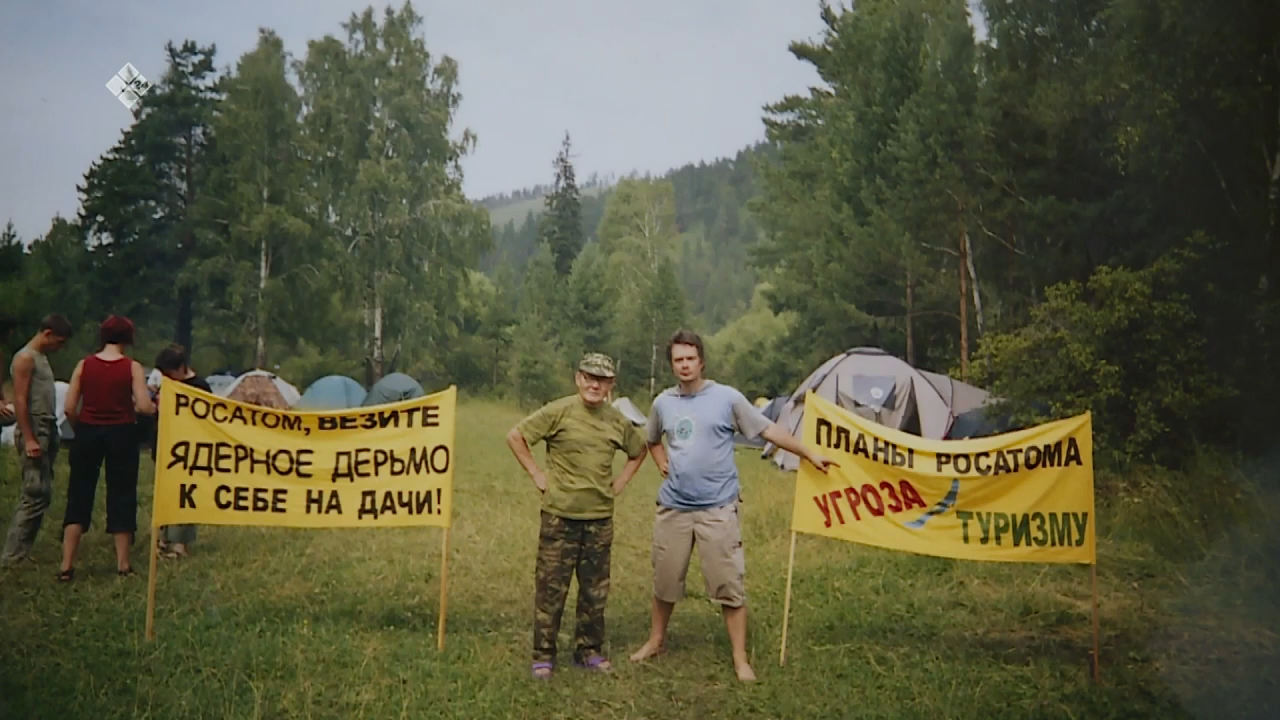 РОСАТОМ, ВЕЗИТЕ
ЯДЕРНОЕ ДЕРЬМО
К СЕБЕ НА ДАЧИ!
ПЛАНЫ РОСАТОМА
УГРОЗА
ТУРИЗМУ